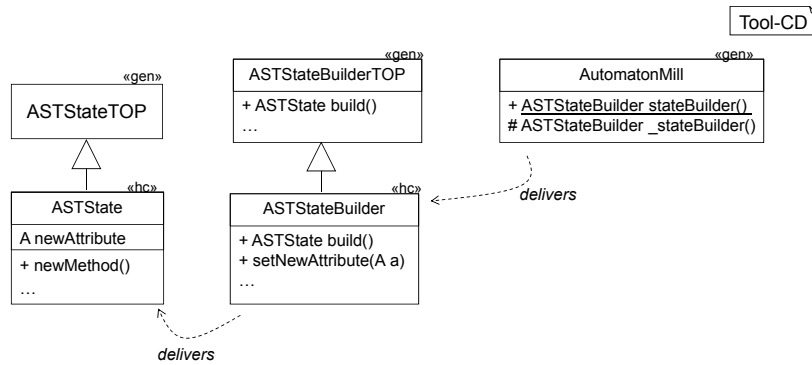 Tool-CD
«gen»
ASTStateTOP
«hc»
ASTState
A newAttribute
+ newMethod()
…
«gen»
ASTStateBuilderTOP
+ ASTState build()
…
«hc»
ASTStateBuilder
+ ASTState build()
+ setNewAttribute(A a)
…
«gen»
AutomatonMill
+ ASTStateBuilder stateBuilder()
# ASTStateBuilder _stateBuilder()
delivers
delivers